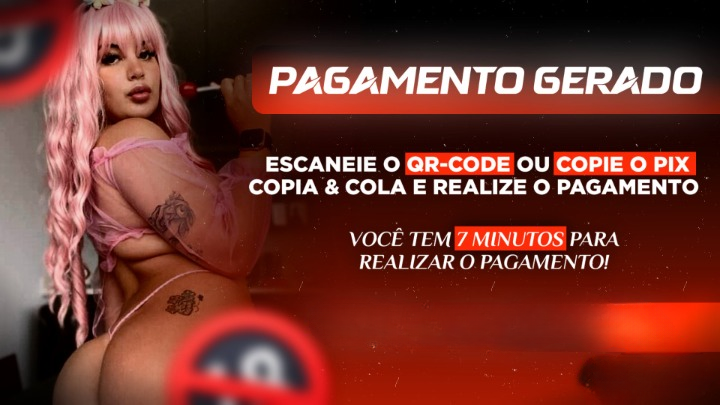 PAGAMENTO GERADO
ESCANEIE O QR-CODE OU COPIE O PIX
COPIA & COLA E REALIZE O PAGAMENTO
VOCÊ TEM 7 MINUTOS PARA
REALIZAR O PAGAMENTO!